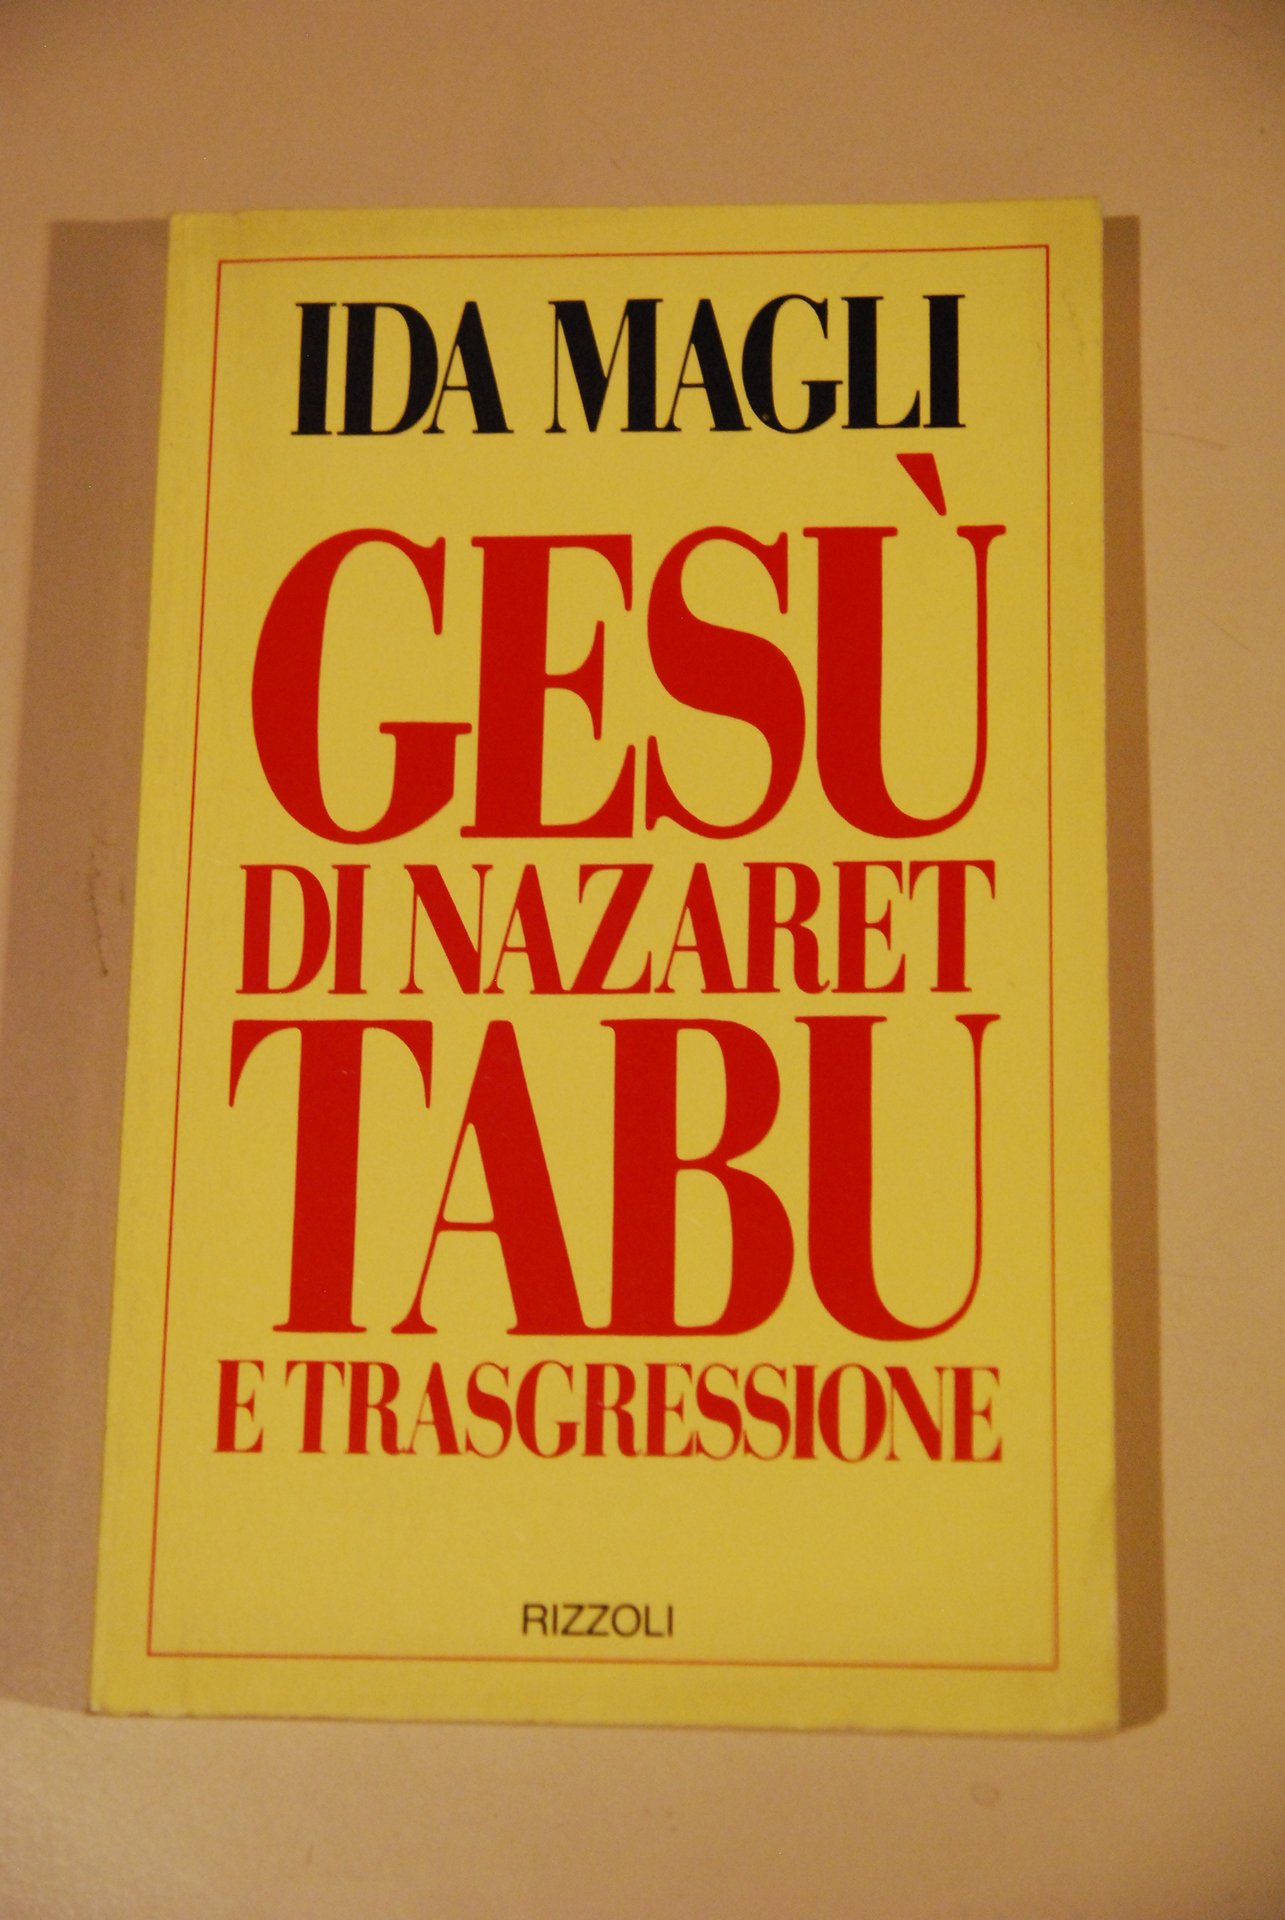 IDA MAGLI
GESÙ
DI NAZARET
TABU
E TRASGRESSIONE
RIZZOLI